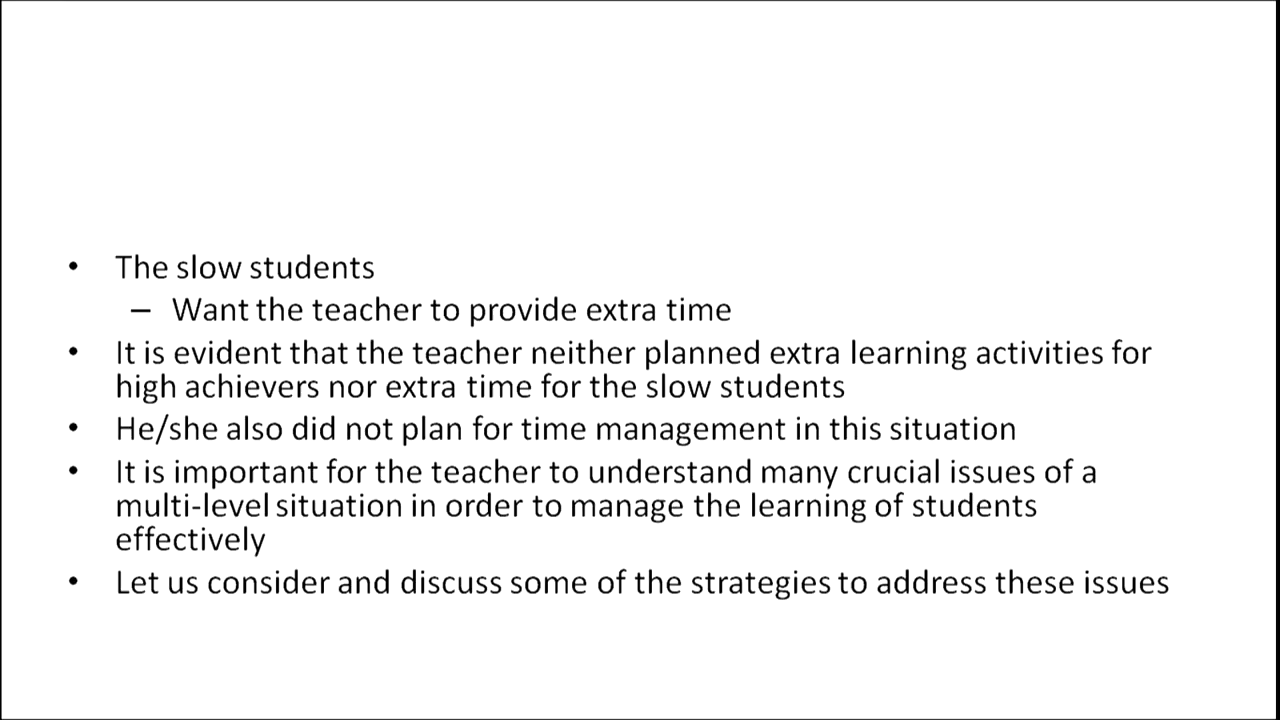 • The slow students
– Want the teacher to provide extra time
• It is evident that the teacher neither planned extra learning activities for
high achievers nor extra time for the slow students
• He/she also did not plan for time management in this situation
• It is important for the teacher to understand many crucial issues of a
multi-level situation in order to manage the learning of students
effectively
• Let us consider and discuss some of the strategies to address these issues